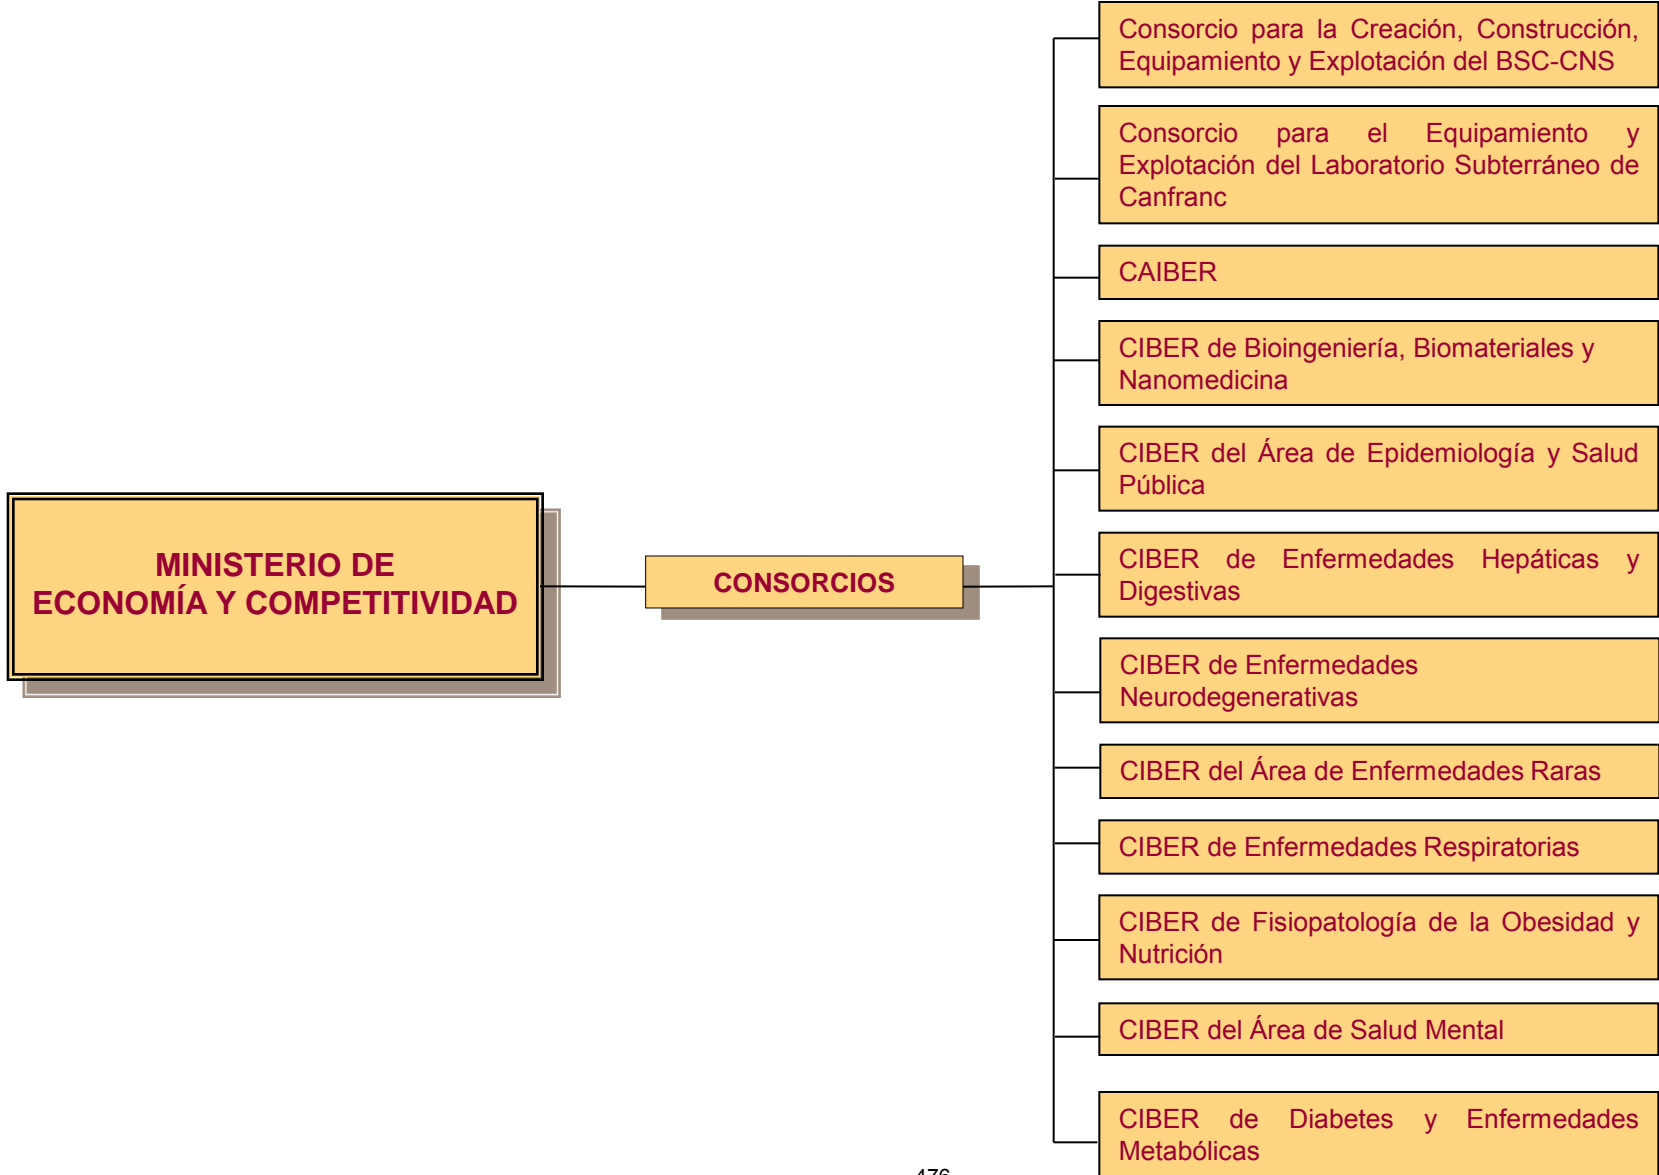 Consorcio para la Creación, Construcción,
Equipamiento y Explotación del BSC-CNS
Consorcio para el Equipamiento y
Explotación del Laboratorio Subterráneo de
Canfranc
CAIBER
CIBER de Bioingeniería, Biomateriales y
Nanomedicina
CIBER del Área de Epidemiología y Salud
Pública
MINISTERIO DE
ECONOMÍA Y COMPETITIVIDAD
CONSORCIOS
CIBER de Enfermedades Hepáticas y
Digestivas
CIBER de Enfermedades
Neurodegenerativas
CIBER del Área de Enfermedades Raras
CIBER de Enfermedades Respiratorias
CIBER de Fisiopatología de la Obesidad y
Nutrición
CIBER del Área de Salud Mental
CIBER de Diabetes y Enfermedades
Metabólicas
476